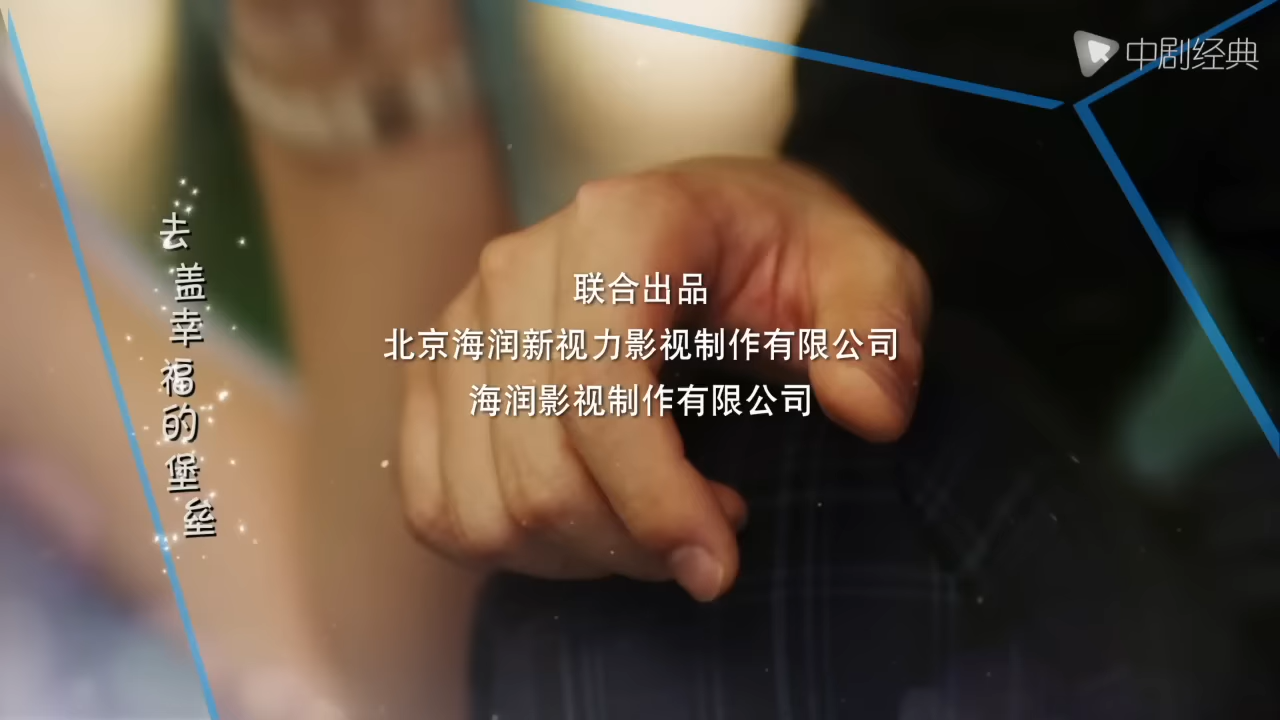 中剧经典
去盖幸福的堡垒
联合出品
北京海润新视力影视制作有限公司
海润影视制作有限公司